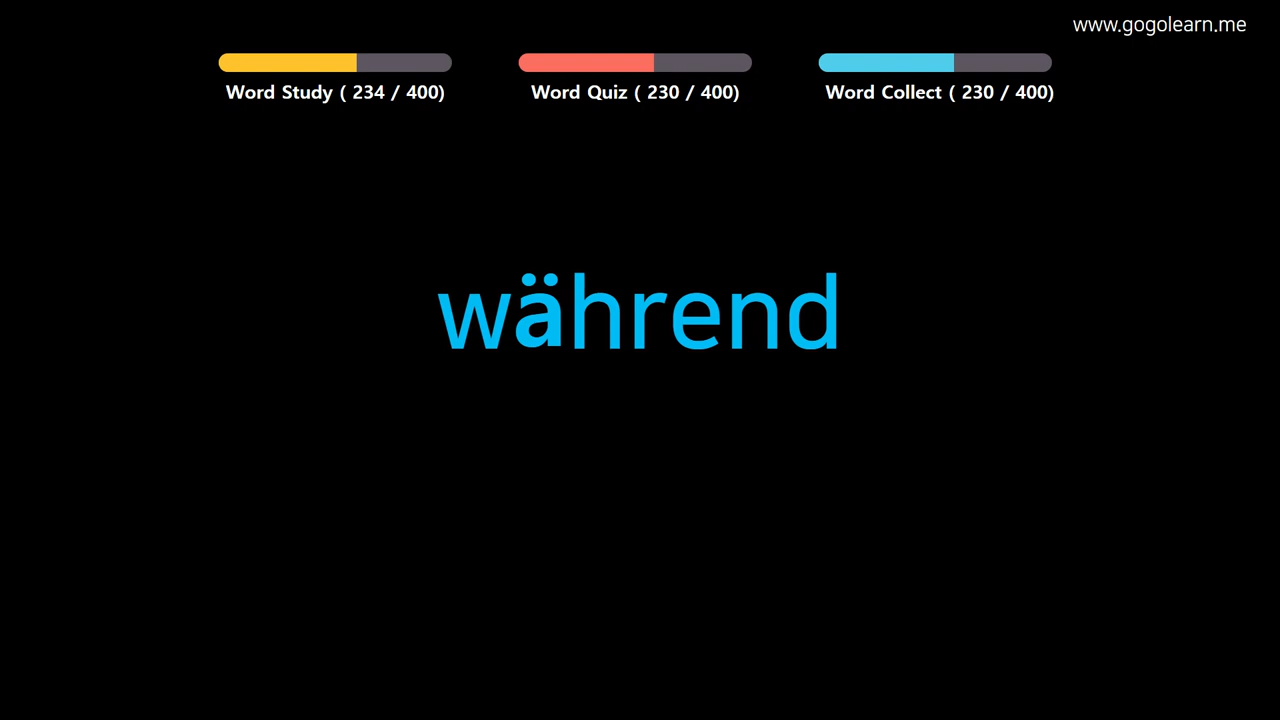 www.gogolearn.me
Word Study ( 234 / 400)
Word Quiz ( 230 / 400)
Word Collect ( 230 / 400)
während